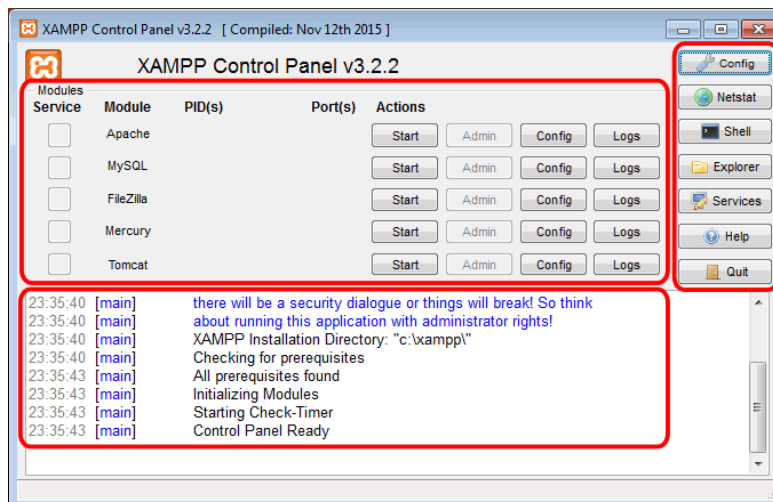 XAMPP Control Panel v3.2.2 [ Compiled: Nov 12th 2015 ]
XAMPP Control Panel v3.2.2
Config
Modules
Service Module PID(s) Port(s) Actions
Netstat
Apache Start Admin Config Logs
Shell
MySQL Start Admin Config Logs
Explorer
FileZilla Start Admin Config Logs
Services
Mercury Start Admin Config Logs
Help
Tomcat Start Admin Config Logs
Quit
23:35:40 [main] there will be a security dialogue or things will break! So think
23:35:40 [main] about running this application with administrator rights!
23:35:40 [main] XAMPP Installation Directory: "c:\xampp\"
23:35:40 [main] Checking for prerequisites
23:35:43 [main] All prerequisites found
23:35:43 [main] Initializing Modules
23:35:43 [main] Starting Check-Timer
23:35:43 [main] Control Panel Ready